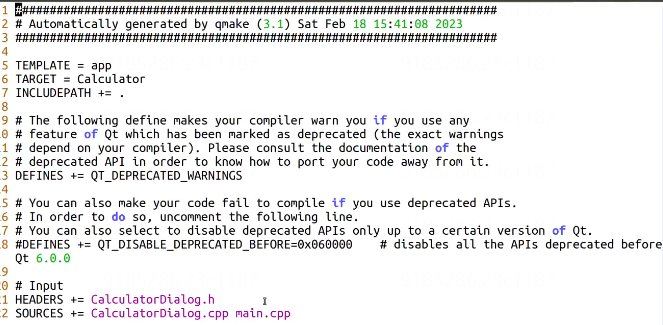 1 ######################################################################
2 # Automatically generated by qmake (3.1) Sat Feb 18 15:41:08 2023
3 ######################################################################
4
5 TEMPLATE = app
6 TARGET = Calculator
7 INCLUDEPATH += .
8
9 # The following define makes your compiler warn you if you use any
10 # feature of Qt which has been marked as deprecated (the exact warnings
11 # depend on your compiler). Please consult the documentation of the
12 # deprecated API in order to know how to port your code away from it.
13 DEFINES += QT_DEPRECATED_WARNINGS
14
15 # You can also make your code fail to compile if you use deprecated APIs.
16 # In order to do so, uncomment the following line.
17 # You can also select to disable deprecated APIs only up to a certain version of Qt.
18 #DEFINES += QT_DISABLE_DEPRECATED_BEFORE=0x060000    # disables all the APIs deprecated before
Qt 6.0.0
19
20 # Input
21 HEADERS += CalculatorDialog.h
22 SOURCES += CalculatorDialog.cpp main.cpp